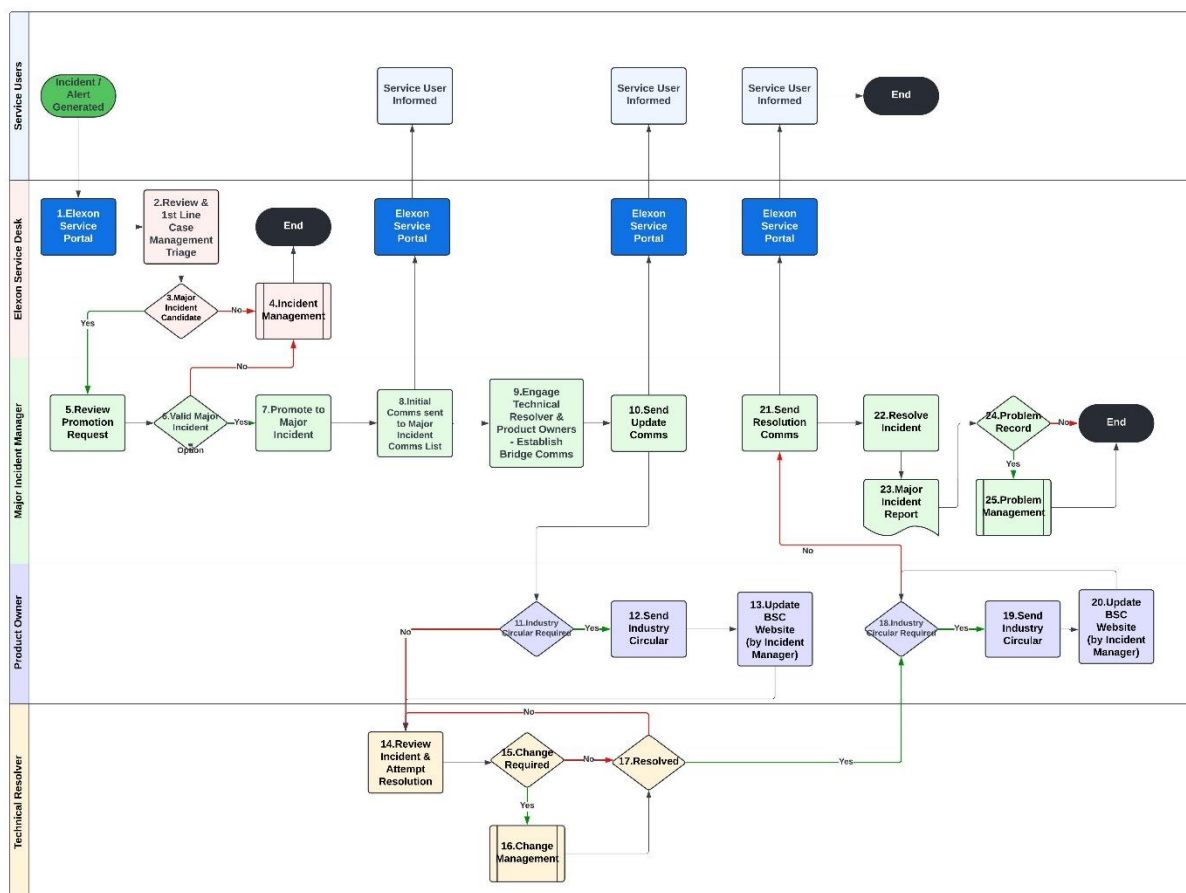 Service Users
Incident /
Alert
Generated
Service User
Informed
Service User
Informed
Service User
Informed
End
Elexon Service Desk
1.Elexon
Service
Portal
2.Review &
1st Line
Case
Management
Triage
End
Elexon
Service
Portal
Elexon
Service
Portal
Elexon
Service
Portal
3.Major
Incident
Candidate
No
4.Incident
Management
Yes
Major Incident Manager
No
5.Review
Promotion
Request
6.Valid Major
Incident
Option
Yes
7.Promote to
Major
Incident
8.Initial
Comms sent
to Major
Incident
Comms List
9.Engage
Technical
Resolver &
Product Owners
- Establish
Bridge Comms
10.Send
Update
Comms
21.Send
Resolution
Comms
22.Resolve
Incident
24.Problem
Record
No
End
Yes
23.Major
Incident
Report
25.Problem
Management
No
Product Owner
No
11.Industry
Circular Required
Yes
12.Send
Industry
Circular
13.Update
BSC
Website
(by Incident
Manager)
18.Industry
Circular Required
Yes
19.Send
Industry
Circular
20.Update
BSC
Website
(by Incident
Manager)
Technical Resolver
No
14.Review
Incident &
Attempt
Resolution
15.Change
Required
No
17.Resolved
Yes
Yes
16.Change
Management